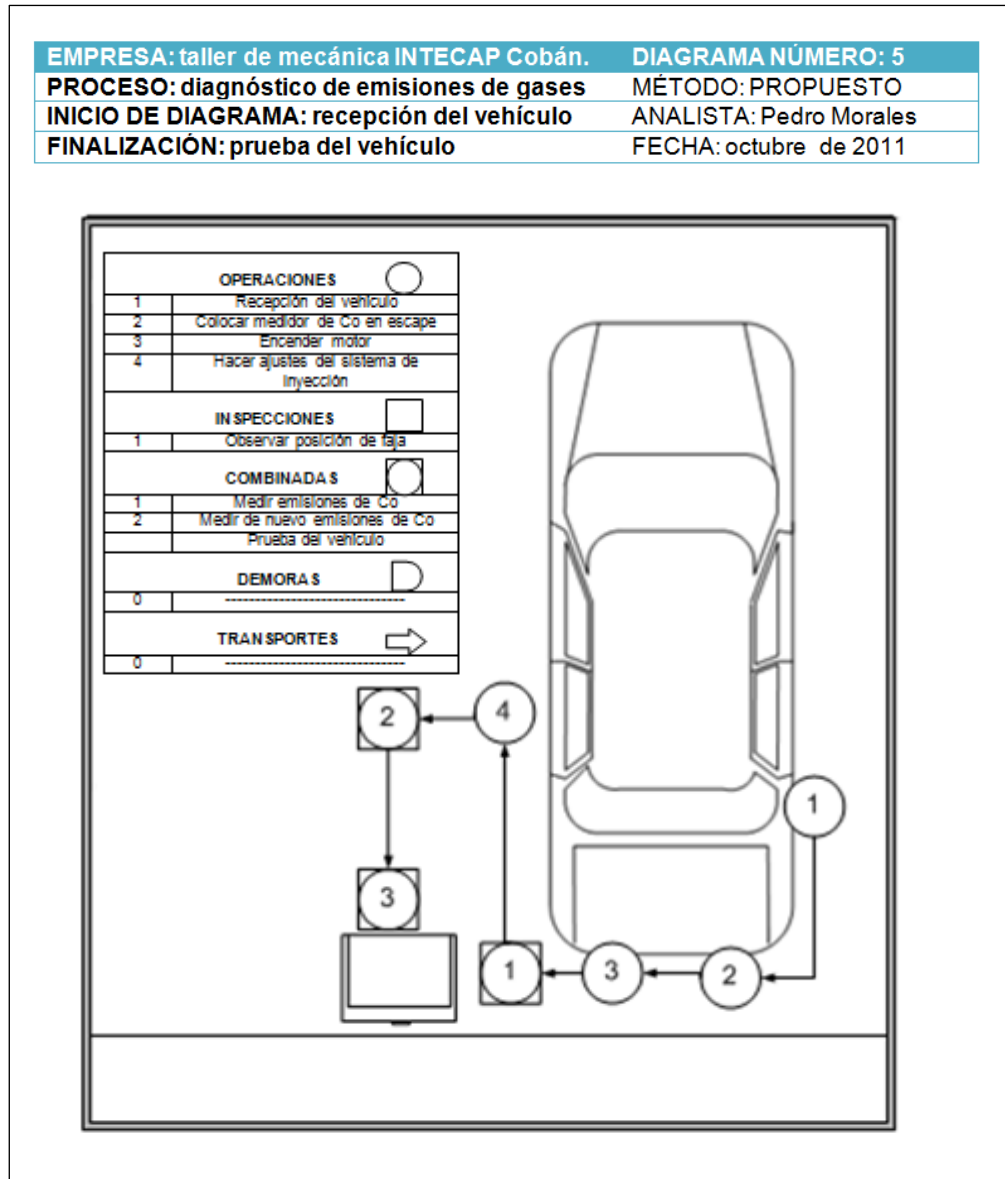 EMPRESA: taller de mecánica INTECAP Cobán. DIAGRAMA NÚMERO: 5
PROCESO: diagnóstico de emisiones de gases MÉTODO: PROPUESTO
INICIO DE DIAGRAMA: recepción del vehículo ANALISTA: Pedro Morales
FINALIZACIÓN: prueba del vehículo FECHA: octubre de 2011
OPERACIONES
1 Recepción del vehículo
2 Colocar medidor de Co en escape
3 Encender motor
4 Hacer ajustes del sistema de
inyección
INSPECCIONES
1 Observar posición de faja
COMBINADAS
1 Medir emisiones de Co
2 Medir de nuevo emisiones de Co
Prueba del vehículo
DEMORAS
0 ------------------------------
TRANSPORTES
0 ------------------------------
2 4
1
3
1 3 2